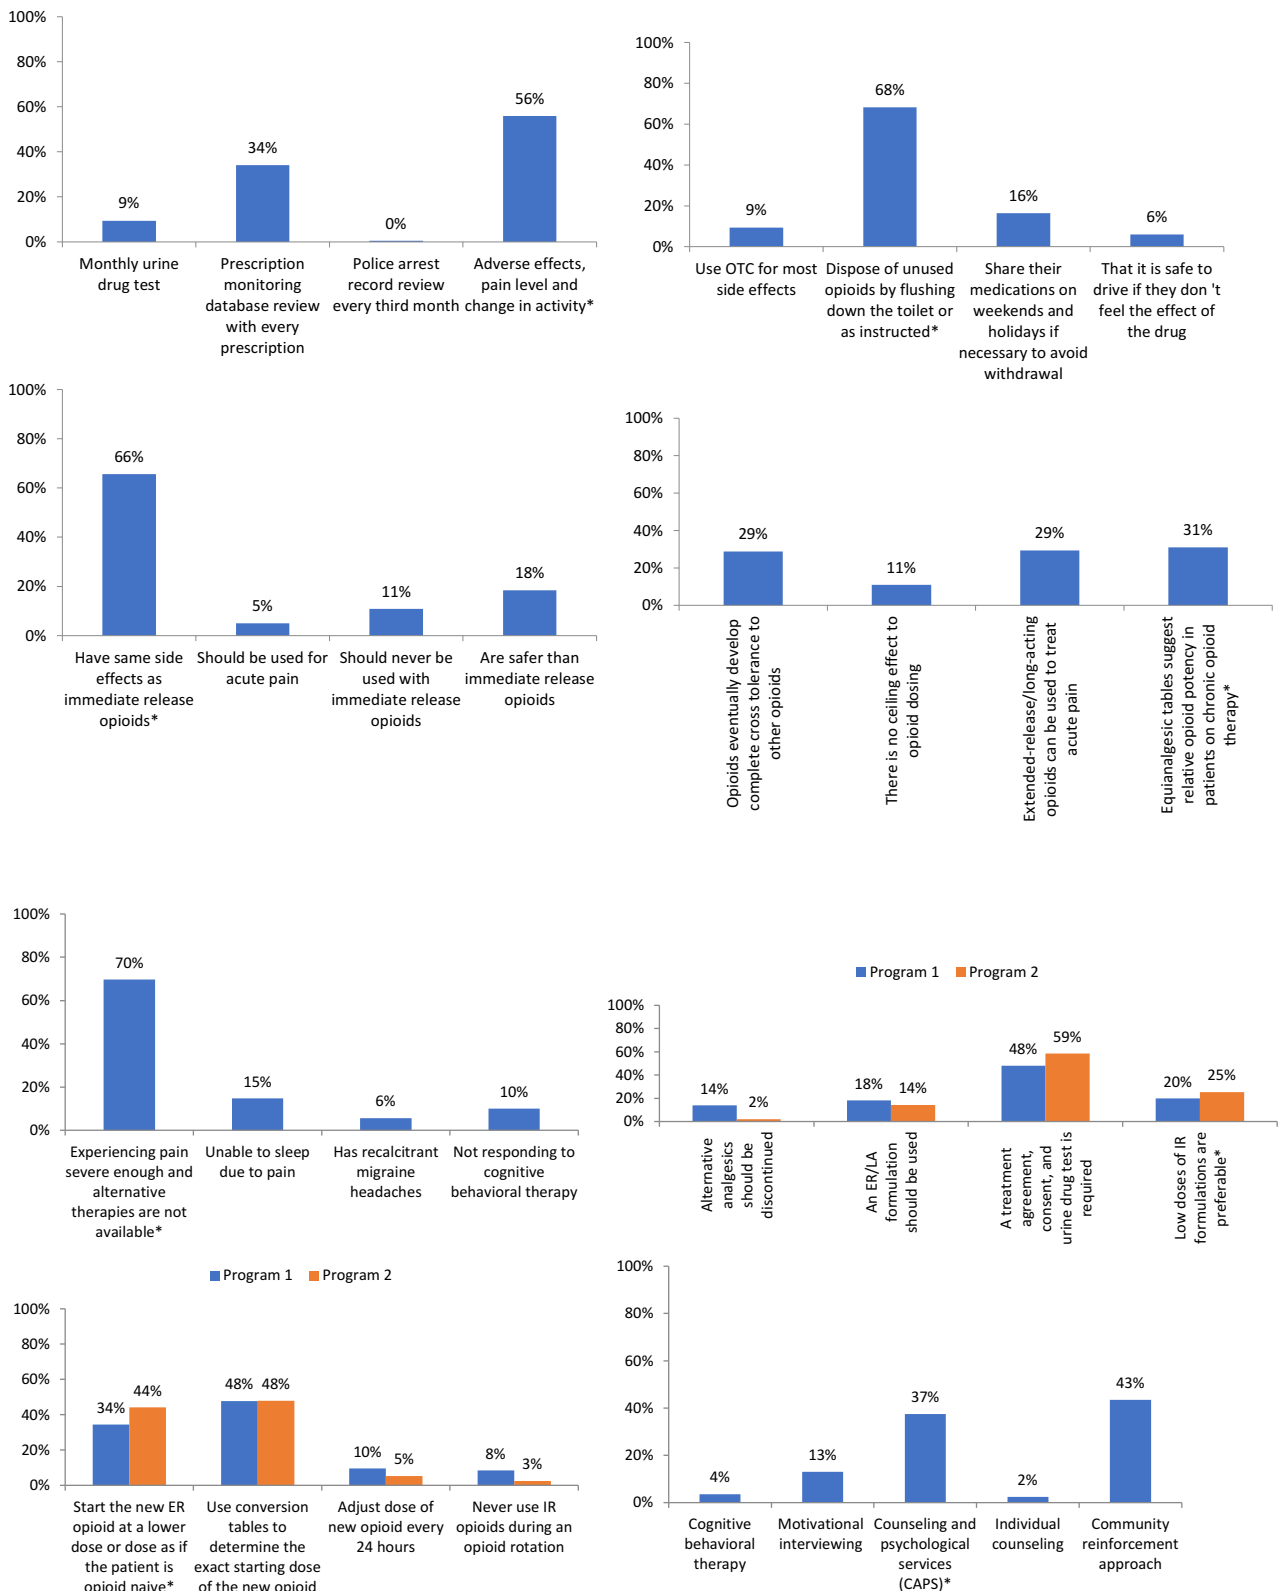 100%
80%
60%
40%
20%
0%
9%
34%
0%
56%
Monthly urine
drug test
Prescription
monitoring
database review
with every
prescription
Police arrest
record review
every third month
Adverse effects,
pain level and
change in activity*
100%
80%
60%
40%
20%
0%
9%
68%
16%
6%
Use OTC for most
side effects
Dispose of unused
opioids by flushing
down the toilet or
as instructed*
Share their
medications on
weekends and
holidays if
necessary to avoid
withdrawal
That it is safe to
drive if they don 't
feel the effect of
the drug
100%
80%
60%
40%
20%
0%
66%
5%
11%
18%
Have same side
effects as
immediate release
opioids*
Should be used for
acute pain
Should never be
used with
immediate release
opioids
Are safer than
immediate release
opioids
100%
80%
60%
40%
20%
0%
29%
11%
29%
31%
Opioids eventually develop
complete cross tolerance to
other opioids
There is no ceiling effect to
opioid dosing
Extended-release/long-acting
opioids can be used to treat
acute pain
Equianalgesic tables suggest
relative opioid potency in
patients on chronic opioid
therapy*
100%
80%
60%
40%
20%
0%
70%
15%
6%
10%
Experiencing pain
severe enough and
alternative
therapies are not
available*
Unable to sleep
due to pain
Has recalcitrant
migraine
headaches
Not responding to
cognitive
behavioral therapy
Program 1 Program 2
100%
80%
60%
40%
20%
0%
14%
2%
18%
14%
48%
59%
20%
25%
Alternative
analgesics
should be
discontinued
An ER/LA
formulation
should be used
A treatment
agreement,
consent, and
urine drug test is
required
Low doses of IR
formulations are
preferable*
Program 1 Program 2
100%
80%
60%
40%
20%
0%
34%
44%
48%
48%
10%
5%
8%
3%
Start the new ER
opioid at a lower
dose or dose as if
the patient is
opioid naive*
Use conversion
tables to
determine the
exact starting dose
of the new opioid
Adjust dose of
new opioid every
24 hours
Never use IR
opioids during an
opioid rotation
100%
80%
60%
40%
20%
0%
4%
13%
37%
2%
43%
Cognitive
behavioral
therapy
Motivational
interviewing
Counseling and
psychological
services
(CAPS)*
Individual
counseling
Community
reinforcement
approach